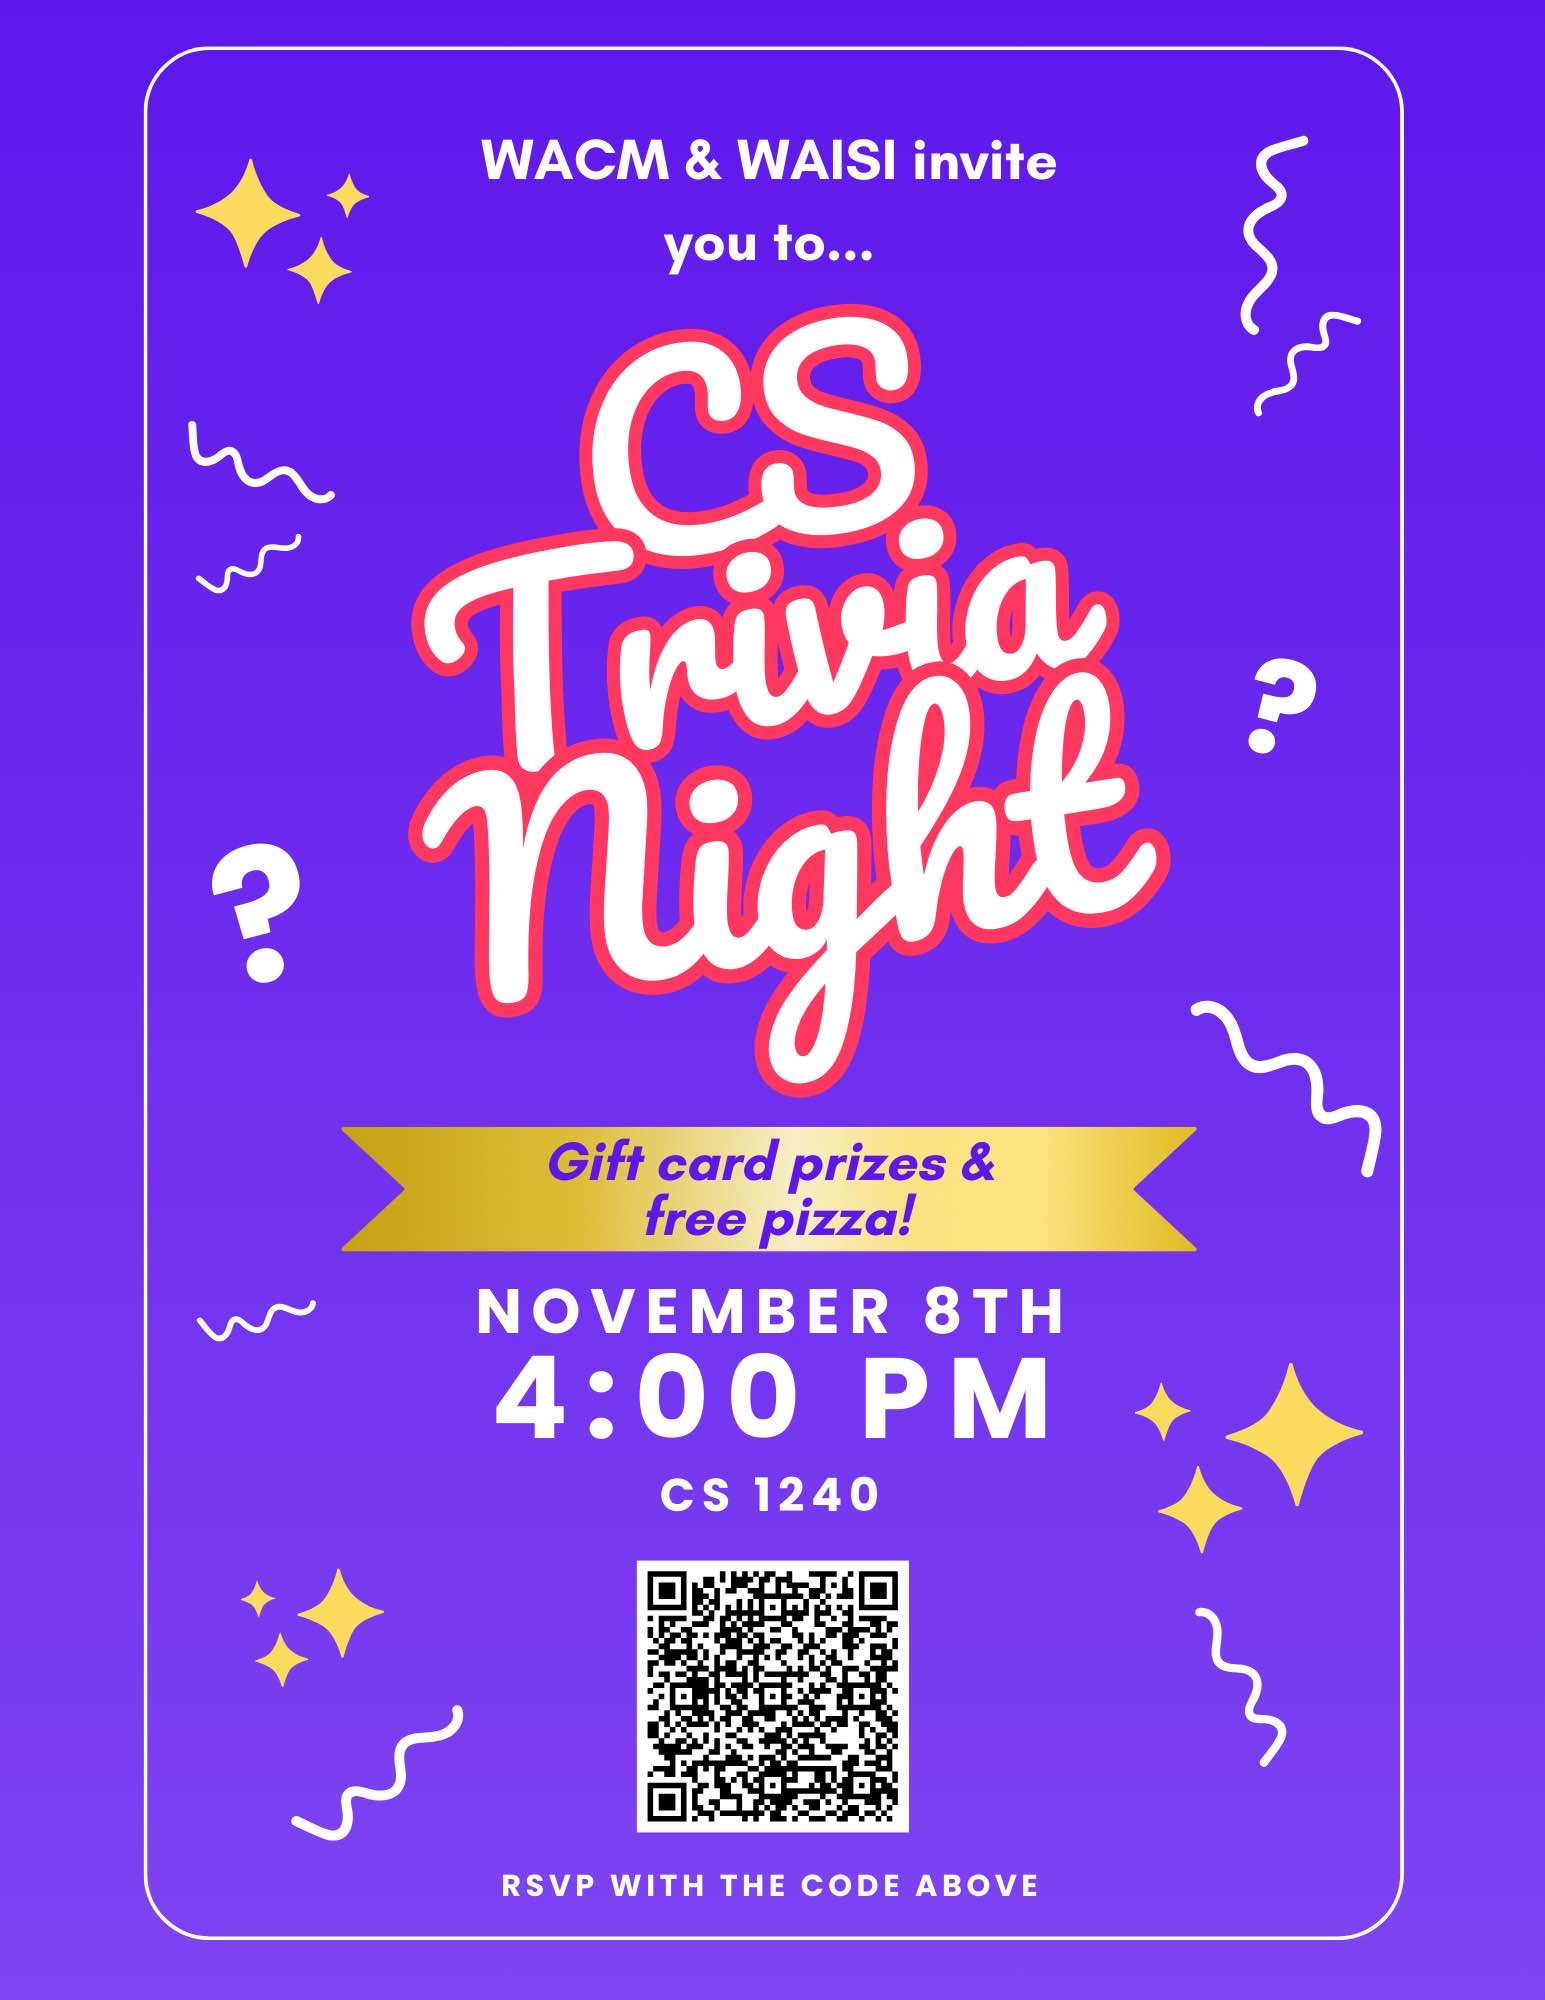 WACM & WAISI invite
you to...
CS
Trivia
Night
Gift card prizes &
free pizza!
NOVEMBER 8TH
4:00 PM
CS 1240
RSVP WITH THE CODE ABOVE